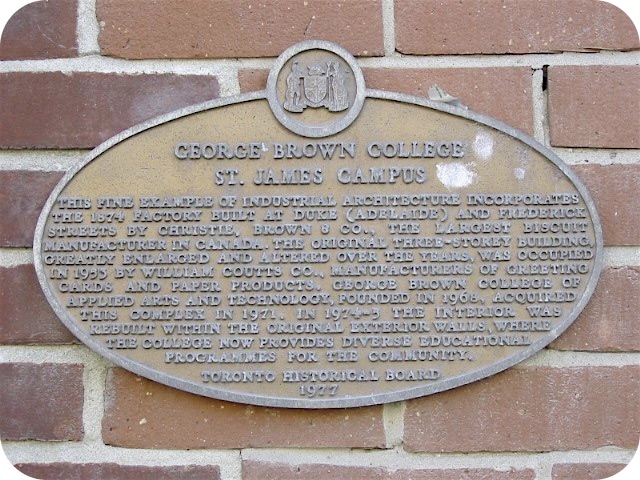 GEORGE BROWN COLLEGE
ST. JAMES CAMPUS
THIS FINE EXAMPLE OF INDUSTRIAL ARCHITECTURE INCORPORATES
THE 1874 FACTORY BUILT AT DUKE (ADELAIDE) AND FREDERICK
STREETS BY CHRISTIE, BROWN & CO., THE LARGEST BISCUIT
MANUFACTURER IN CANADA. THE ORIGINAL THREE-STOREY BUILDING,
GREATLY ENLARGED AND ALTERED OVER THE YEARS, WAS OCCUPIED
IN 1955 BY WILLIAM COUTTS CO., MANUFACTURERS OF GREETING
CARDS AND PAPER PRODUCTS. GEORGE BROWN COLLEGE OF
APPLIED ARTS AND TECHNOLOGY, FOUNDED IN 1968, ACQUIRED
THIS COMPLEX IN 1971. IN 1974-5 THE INTERIOR WAS
REBUILT WITHIN THE ORIGINAL EXTERIOR WALLS, WHERE
THE COLLEGE NOW PROVIDES DIVERSE EDUCATIONAL
PROGRAMMES FOR THE COMMUNITY.
TORONTO HISTORICAL BOARD
1977